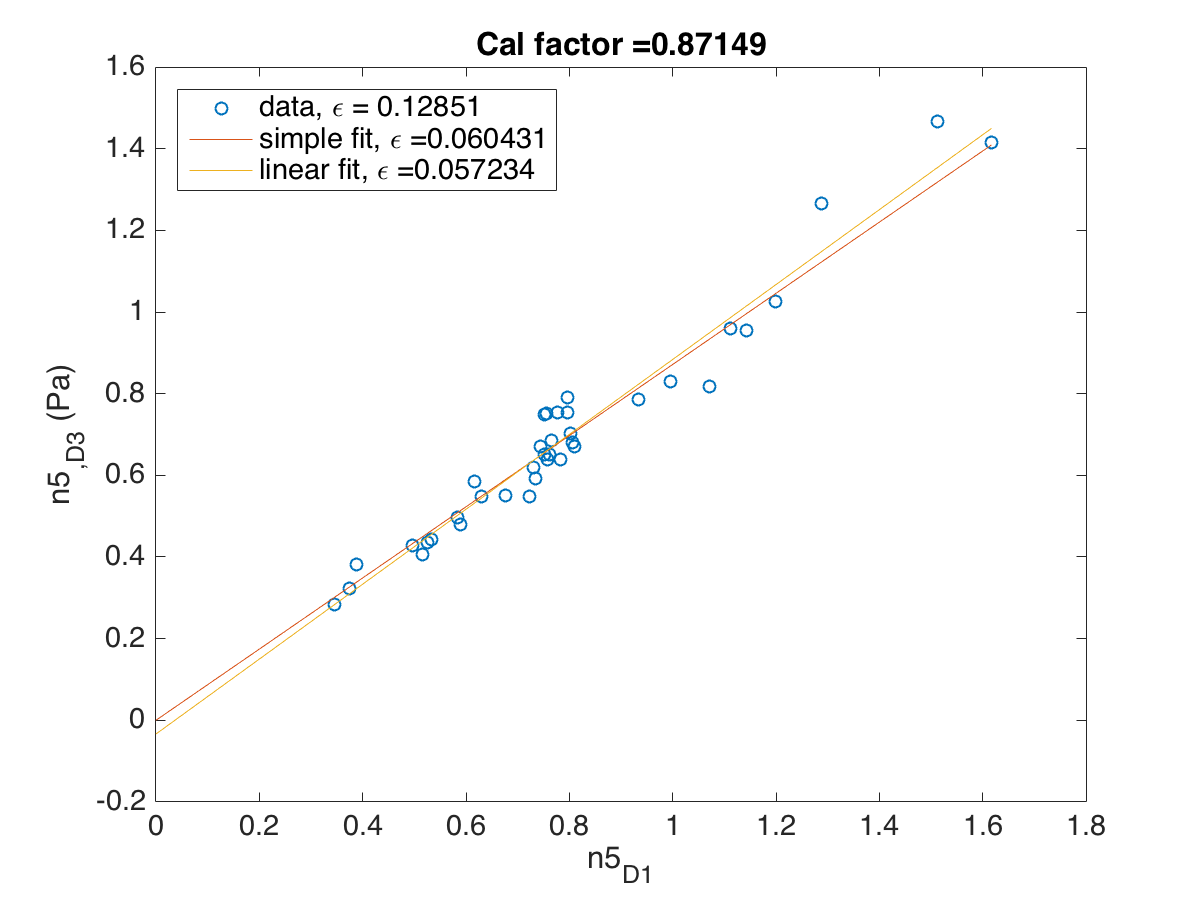 Cal factor =0.87149
1.6
1.4
1.2
1
0.8
0.6
0.4
0.2
0
-0.2
n5,D3 (Pa)
data, ϵ = 0.12851
simple fit, ϵ =0.060431
linear fit, ϵ =0.057234
0 0.2 0.4 0.6 0.8 1 1.2 1.4 1.6 1.8
n5D1